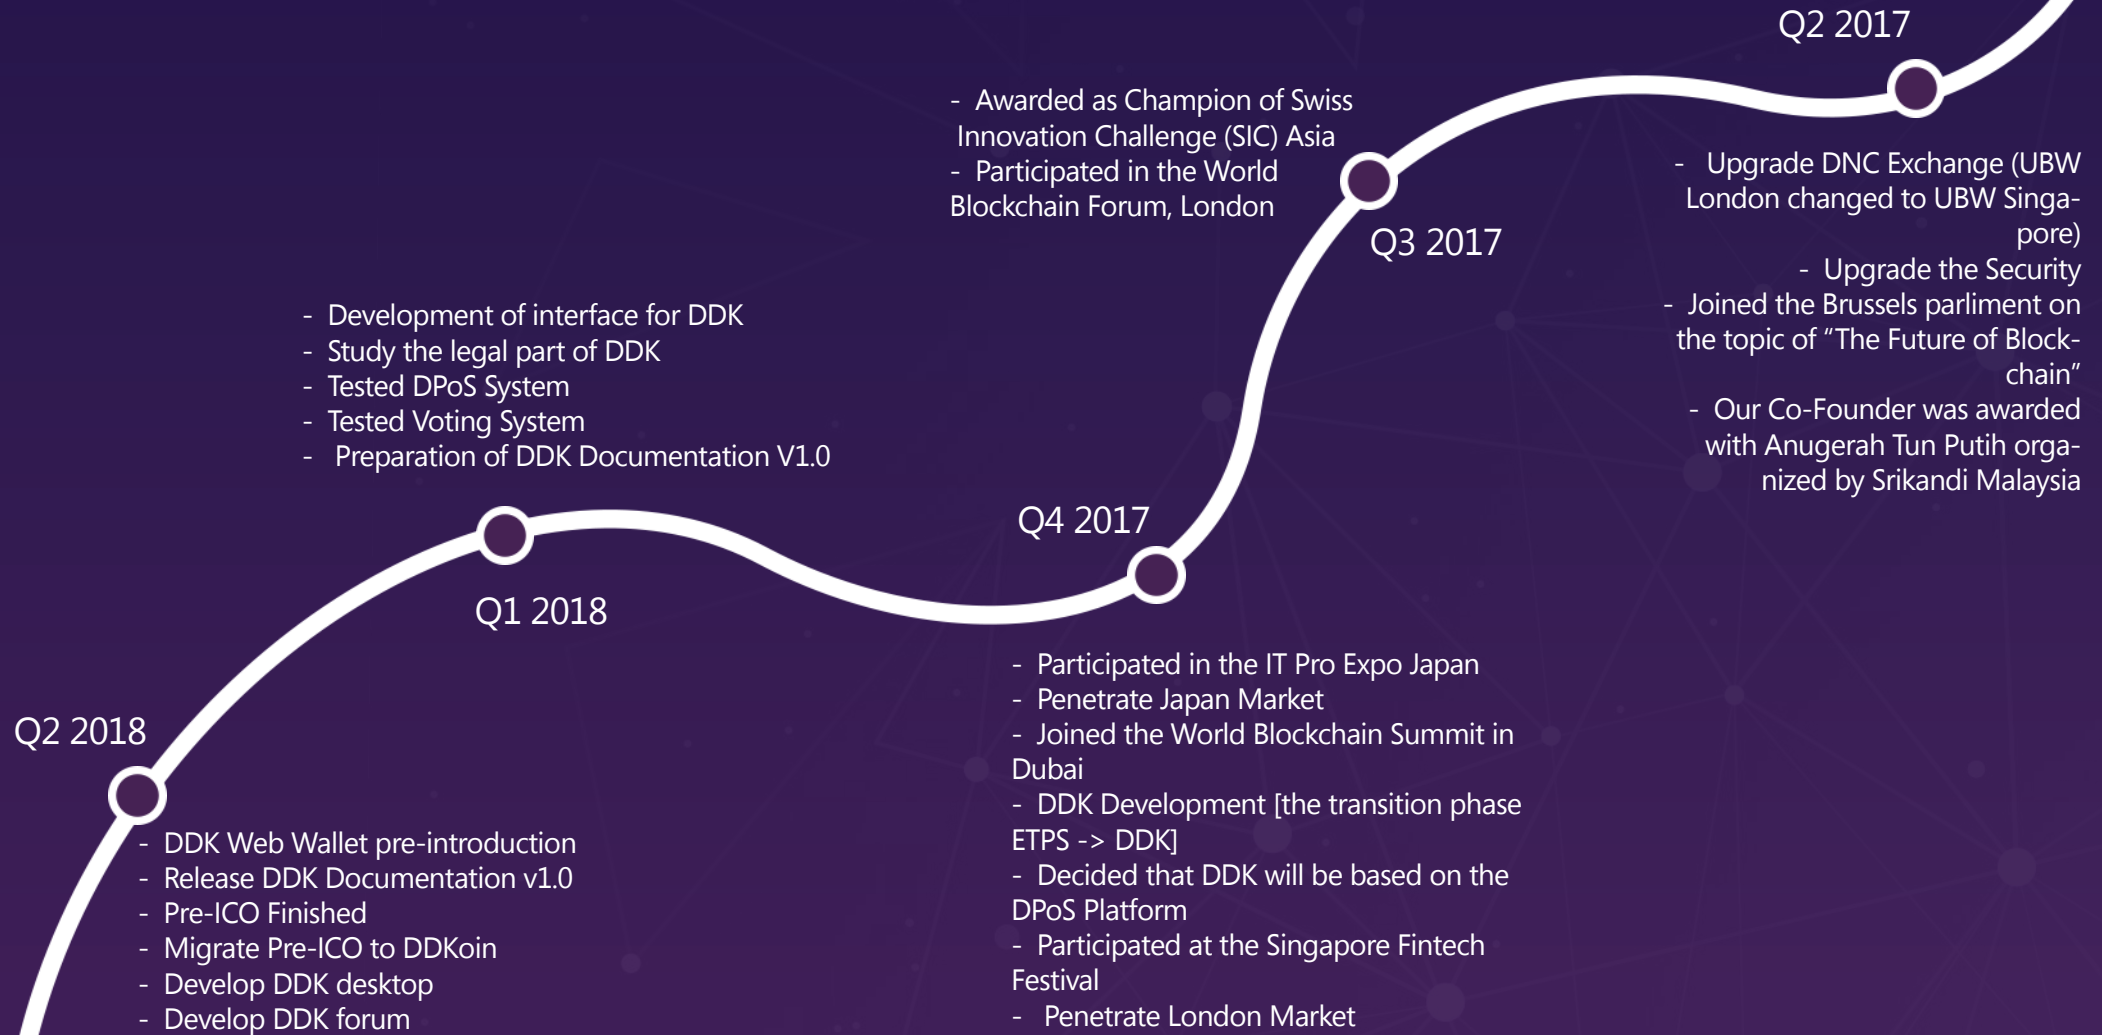 Q2 2017
-  Upgrade DNC Exchange (UBW
London changed to UBW Singa-
pore)
-  Upgrade the Security
-  Joined the Brussels parliment on
the topic of “The Future of Block-
chain”
-  Our Co-Founder was awarded
with Anugerah Tun Putih orga-
nized by Srikandi Malaysia
-  Awarded as Champion of Swiss
Innovation Challenge (SIC) Asia
-  Participated in the World
Blockchain Forum, London
Q3 2017
Q4 2017
-  Participated in the IT Pro Expo Japan
-  Penetrate Japan Market
-  Joined the World Blockchain Summit in
Dubai
-  DDK Development [the transition phase
ETPS -> DDK]
-  Decided that DDK will be based on the
DPoS Platform
-  Participated at the Singapore Fintech
Festival
-  Penetrate London Market
-  Development of interface for DDK
-  Study the legal part of DDK
-  Tested DPoS System
-  Tested Voting System
-  Preparation of DDK Documentation V1.0
Q1 2018
Q2 2018
-  DDK Web Wallet pre-introduction
-  Release DDK Documentation v1.0
-  Pre-ICO Finished
-  Migrate Pre-ICO to DDKoin
-  Develop DDK desktop
-  Develop DDK forum